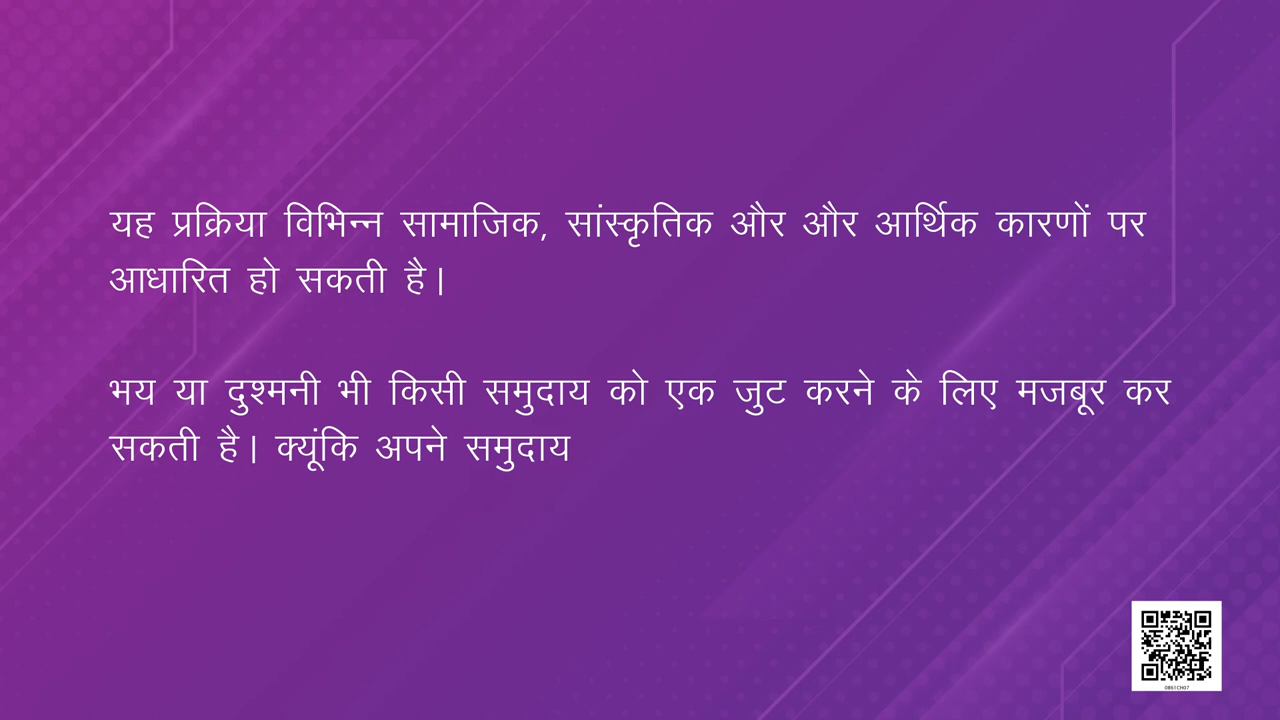 यह प्रक्रिया विभिन्न सामाजिक, सांस्कृतिक और और आर्थिक कारणों पर
आधारित हो सकती है।
भय या दुश्मनी भी किसी समुदाय को एक जुट करने के लिए मजबूर कर
सकती है। क्यूंकि अपने समुदाय
0861CH07